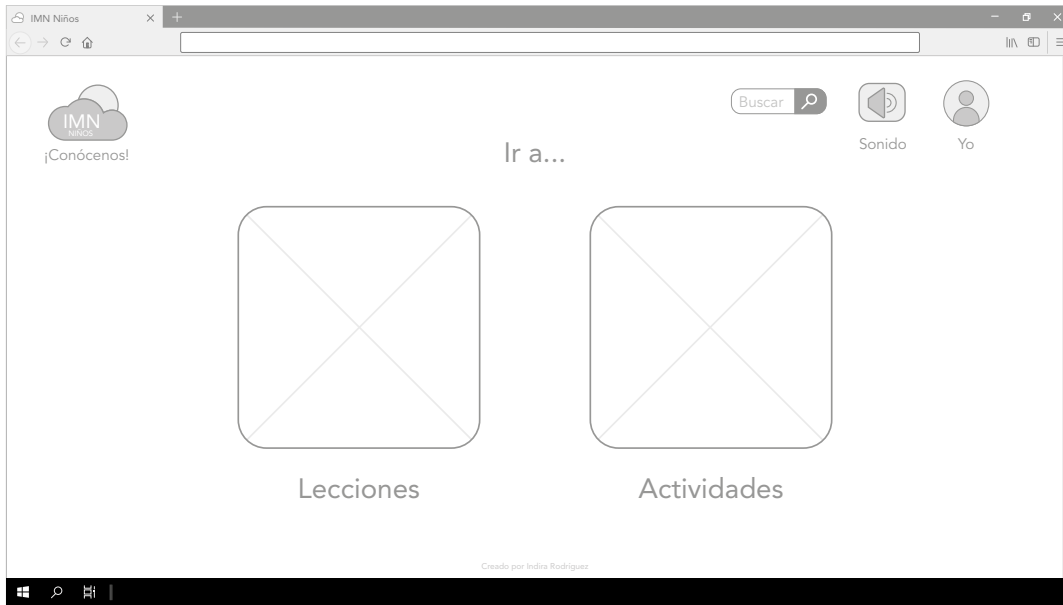 IMN Niños
Buscar
IMN
NIÑOS
¡Conócenos!
Sonido
Yo
Ir a...
Lecciones
Actividades
Creado por Indira Rodríguez